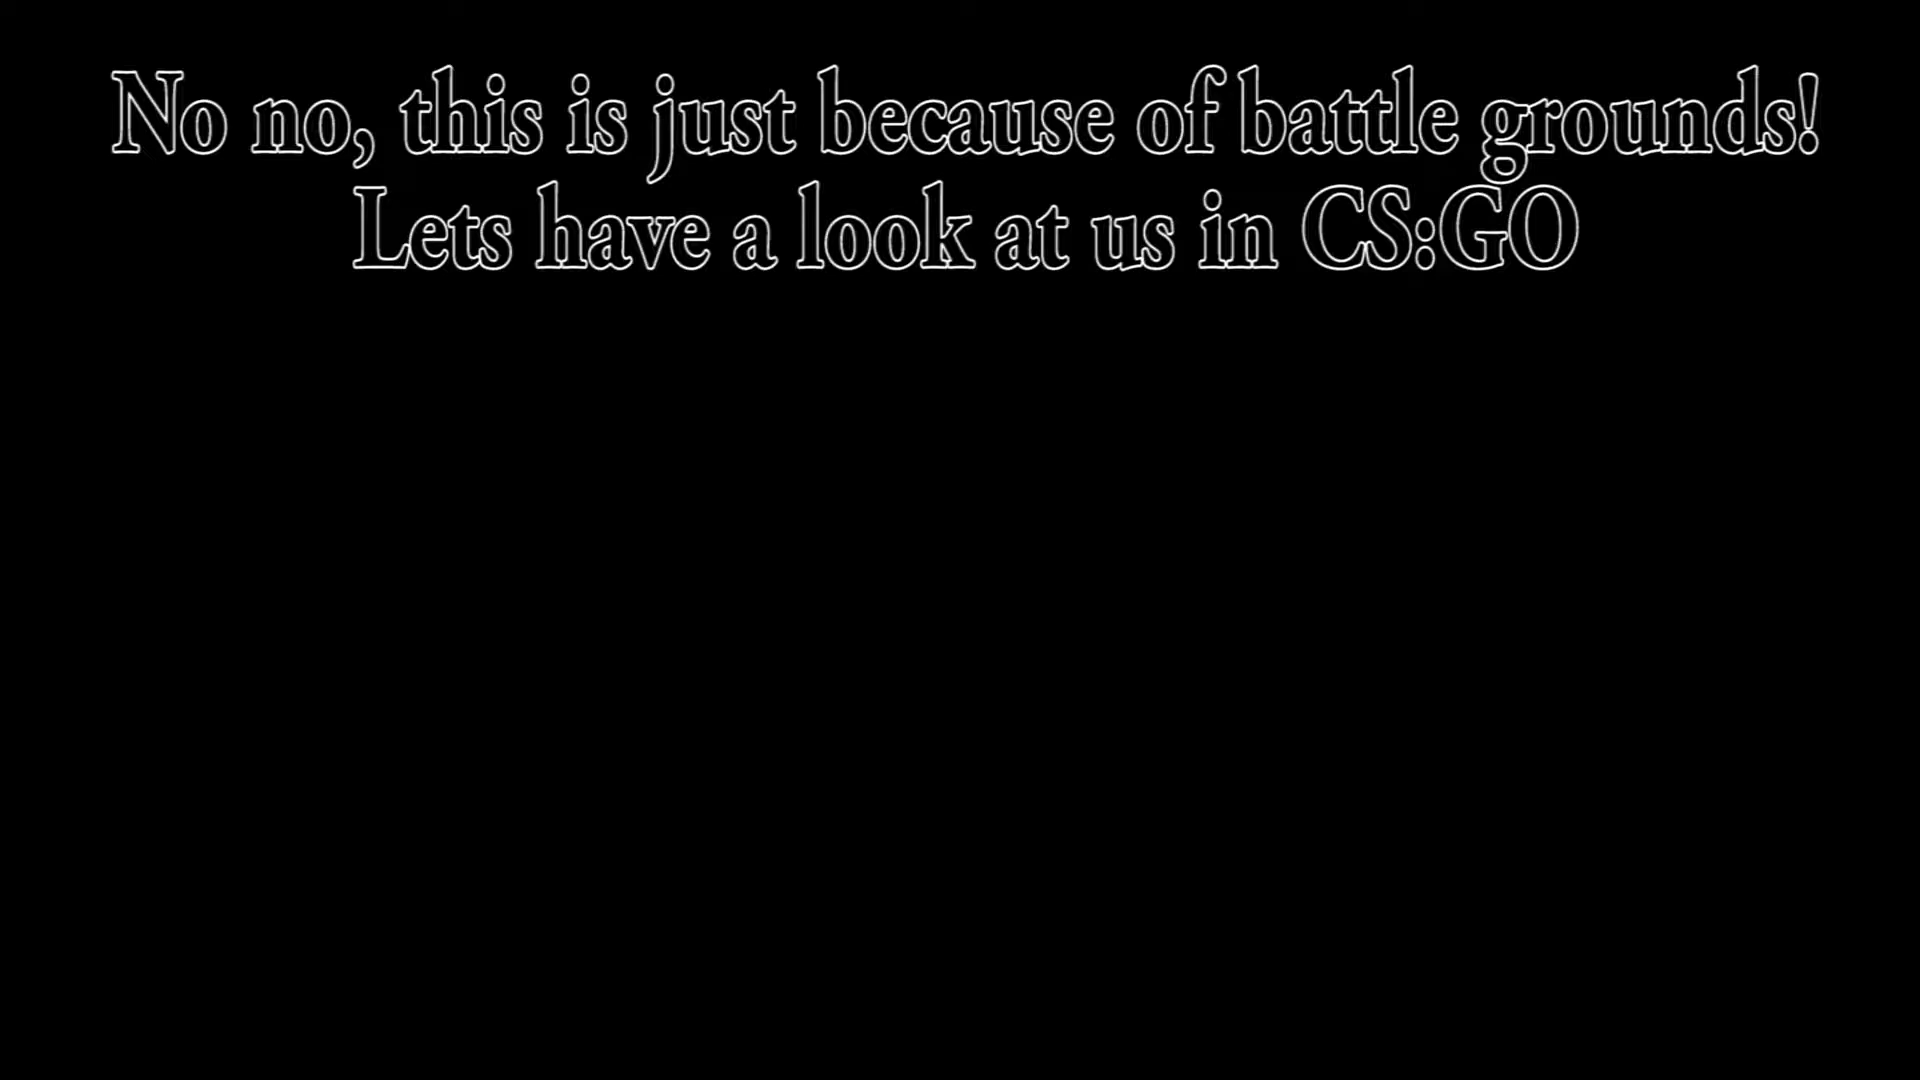 No no, this is just because of battle grounds!
Lets have a look at us in CS:GO